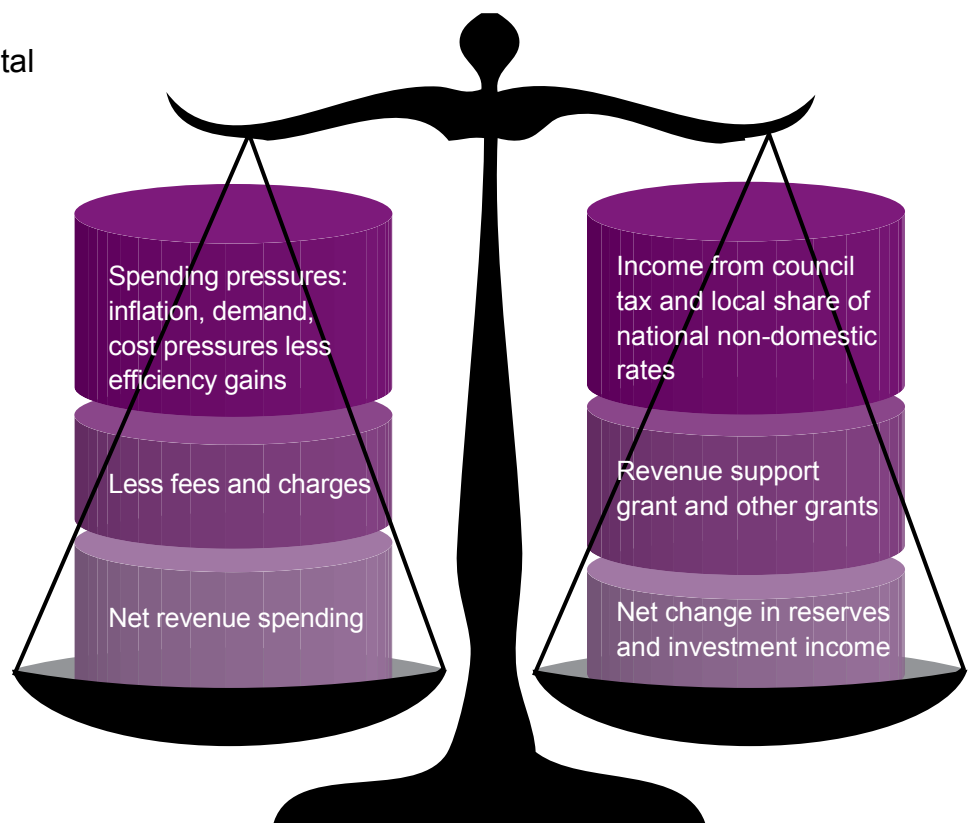 tal
Spending pressures:
inflation, demand,
cost pressures less
efficiency gains
Less fees and charges
Net revenue spending
Income from council
tax and local share of
national non-domestic
rates
Revenue support
grant and other grants
Net change in reserves
and investment income